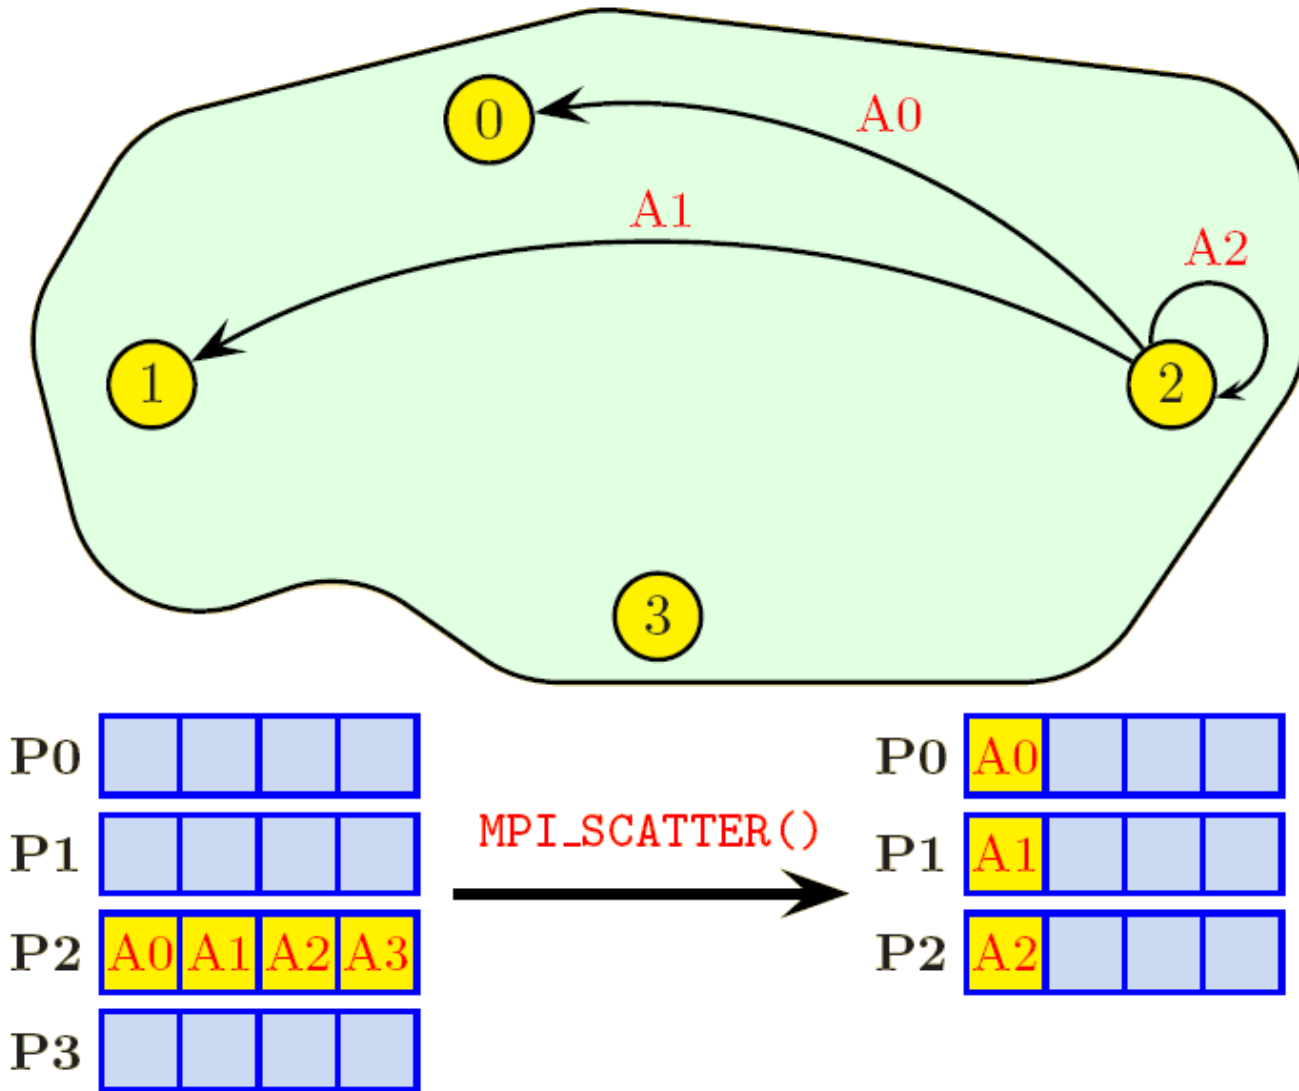 0
A0
A1
A2
1
2
3
P0
P1
MPI_SCATTER()
P2 A0 A1 A2 A3
P3
P0 A0
P1 A1
P2 A2